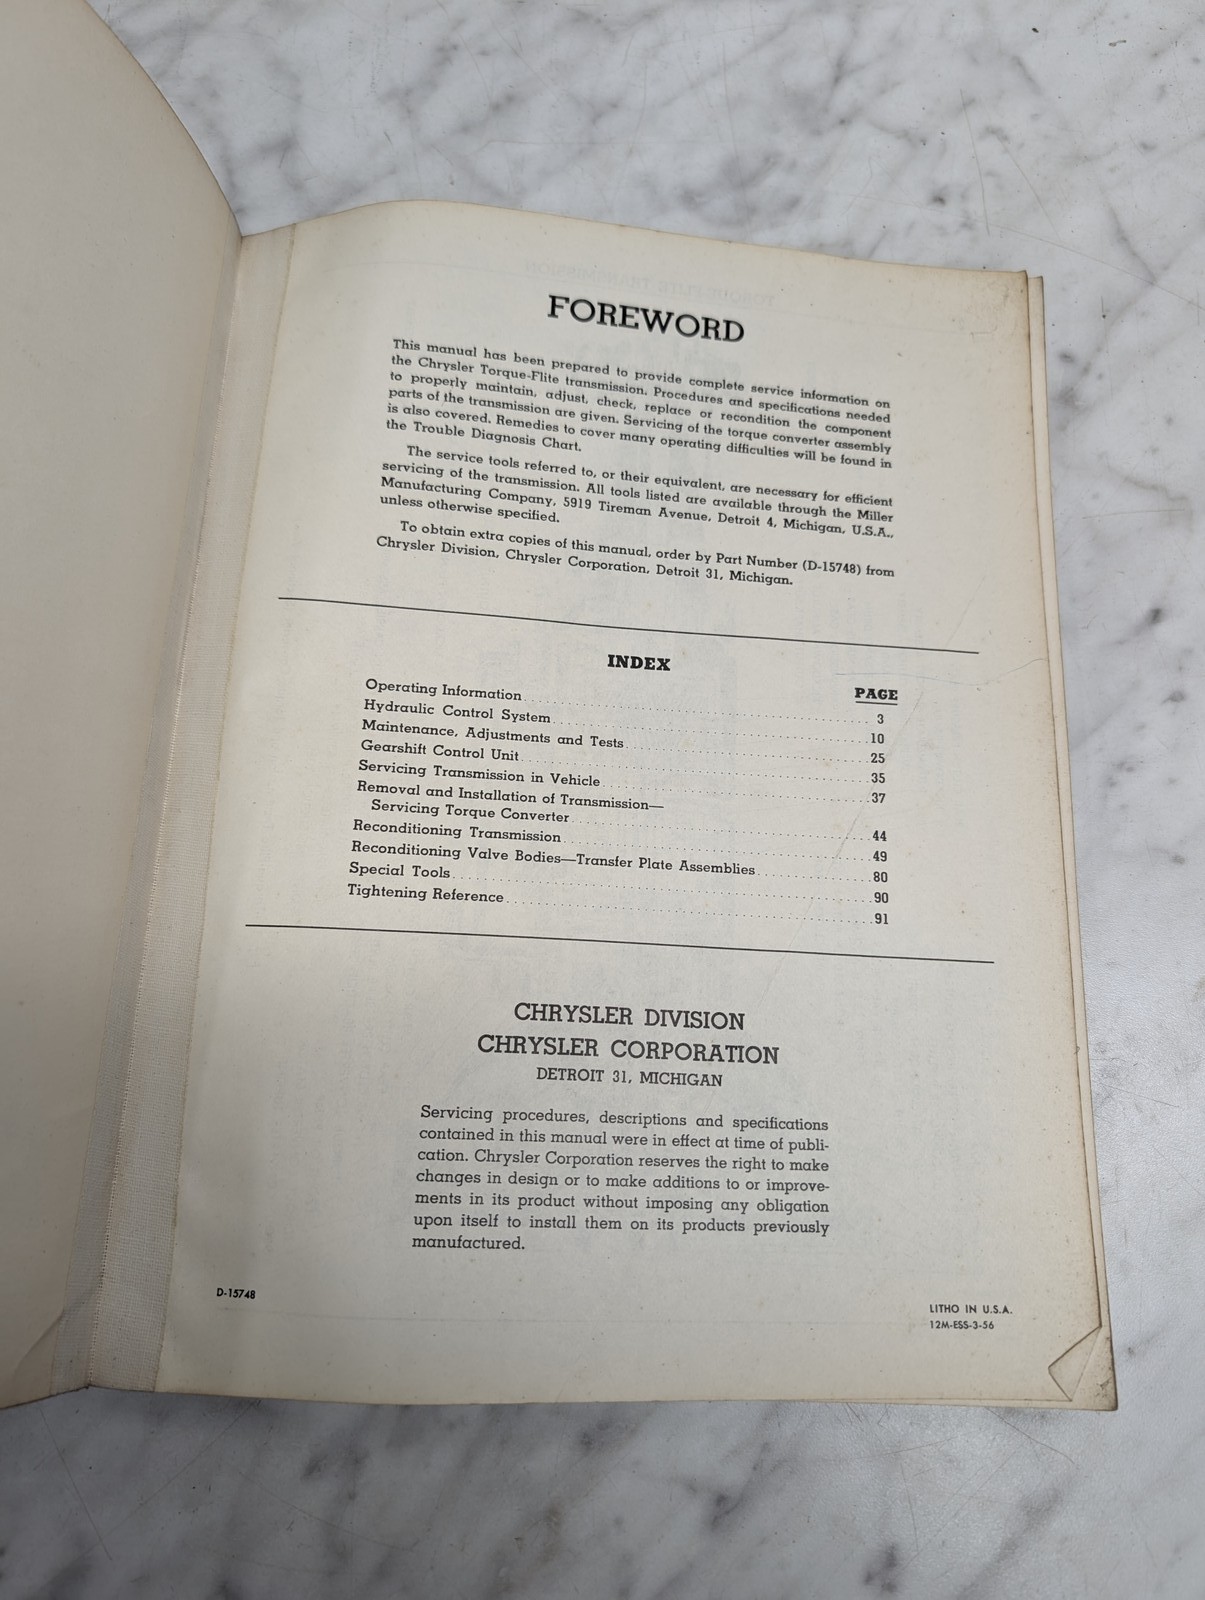 FOREWORD
This manual has been prepared to provide complete service information on
the Chrysler Torque-Flite transmission. Procedures and specifications needed
to properly maintain, adjust, check, replace or recondition the component
parts of the transmission are given. Servicing of the torque converter assembly
is also covered. Remedies to cover many operating difficulties will be found in
the Trouble Diagnosis Chart.
The service tools referred to, or their equivalent, are necessary for efficient
servicing of the transmission. All tools listed are available through the Miller
Manufacturing Company, 5919 Tireman Avenue, Detroit 4, Michigan, U.S.A.,
unless otherwise specified.
To obtain extra copies of this manual, order by Part Number (D-15748) from
Chrysler Division, Chrysler Corporation, Detroit 31, Michigan.
INDEX
PAGE
Operating Information 3
Hydraulic Control System 10
Maintenance, Adjustments and Tests 25
Gearshift Control Unit 35
Servicing Transmission in Vehicle 37
Removal and Installation of Transmission—
Servicing Torque Converter 44
Reconditioning Transmission 49
Reconditioning Valve Bodies—Transfer Plate Assemblies 80
Special Tools 90
Tightening Reference 91
CHRYSLER DIVISION
CHRYSLER CORPORATION
DETROIT 31, MICHIGAN
Servicing procedures, descriptions and specifications
contained in this manual were in effect at time of publi-
cation. Chrysler Corporation reserves the right to make
changes in design or to make additions to or improve-
ments in its product without imposing any obligation
upon itself to install them on its products previously
manufactured.
D-15748
LITHO IN U.S.A.
12M-ESS-3-56